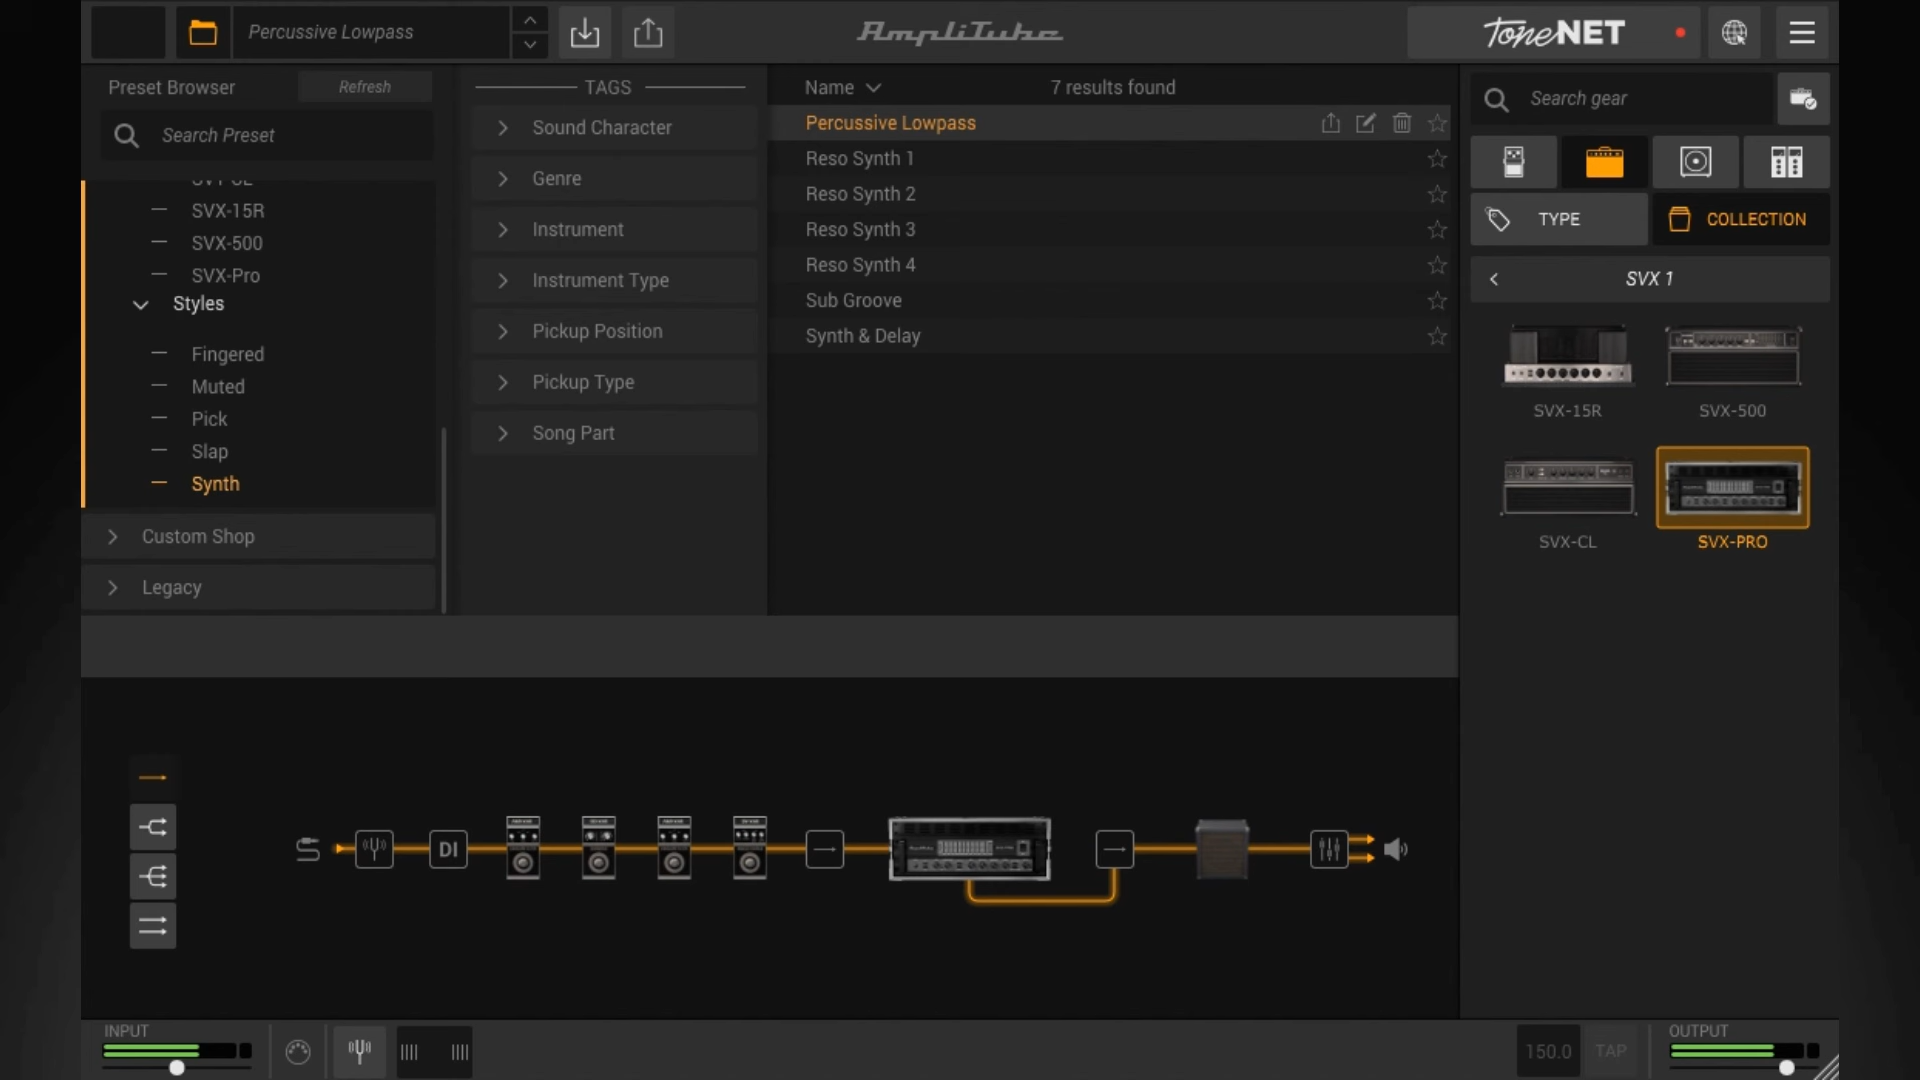 Percussive Lowpass
AmpliTube
ToneNET
Preset Browser
Refresh
Search Preset
SVX-15R
SVX-500
SVX-Pro
Styles
Fingered
Muted
Pick
Slap
Synth
Custom Shop
Legacy
TAGS
Sound Character
Genre
Instrument
Instrument Type
Pickup Position
Pickup Type
Song Part
Name
7 results found
Percussive Lowpass
Reso Synth 1
Reso Synth 2
Reso Synth 3
Reso Synth 4
Sub Groove
Synth & Delay
Search gear
TYPE
COLLECTION
SVX 1
SVX-15R
SVX-500
SVX-CL
SVX-PRO
DI
INPUT
150.0
TAP
OUTPUT